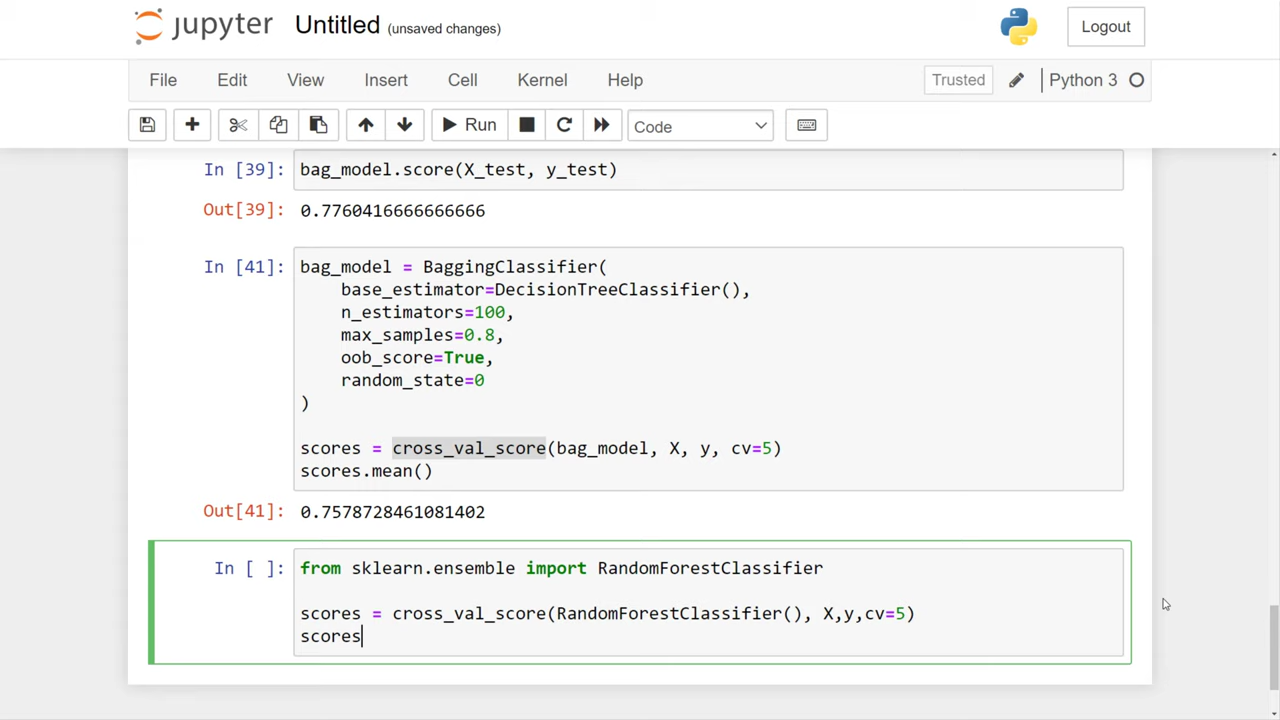 jupyter Untitled (unsaved changes) Logout
File Edit View Insert Cell Kernel Help Trusted Python 3
Run Code
In [39]: bag_model.score(X_test, y_test)
Out[39]: 0.7760416666666666
In [41]: bag_model = BaggingClassifier(
base_estimator=DecisionTreeClassifier(),
n_estimators=100,
max_samples=0.8,
oob_score=True,
random_state=0
)
scores = cross_val_score(bag_model, X, y, cv=5)
scores.mean()
Out[41]: 0.7578728461081402
In [ ]: from sklearn.ensemble import RandomForestClassifier
scores = cross_val_score(RandomForestClassifier(), X,y,cv=5)
scores